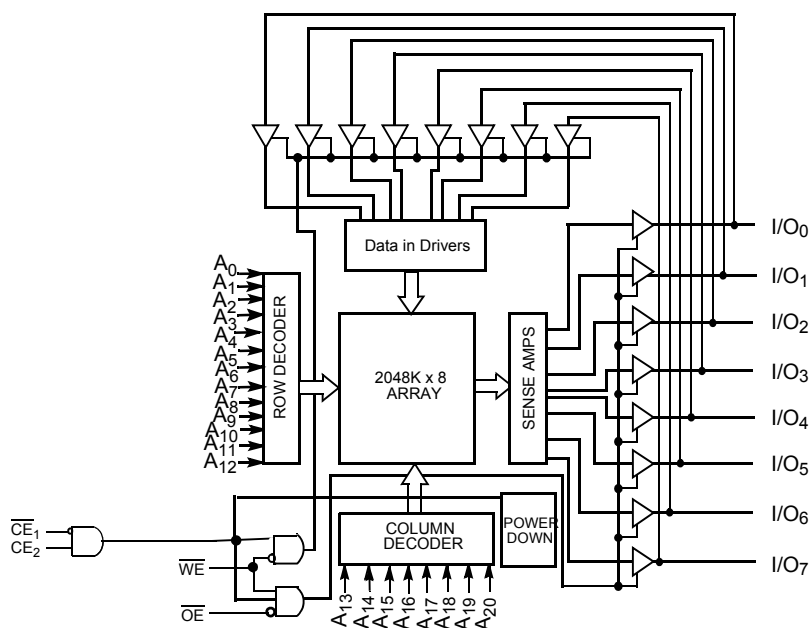 Data in Drivers
I/O0
I/O1
I/O2
I/O3
I/O4
I/O5
I/O6
I/O7
A0
A1
A2
A3
A4
A5
A6
A7
A8
A9
A10
A11
A12
ROW DECODER
2048K x 8
ARRAY
SENSE AMPS
COLUMN
DECODER
POWER
DOWN
CE1
CE2
WE
OE
A13
A14
A15
A16
A17
A18
A19
A20